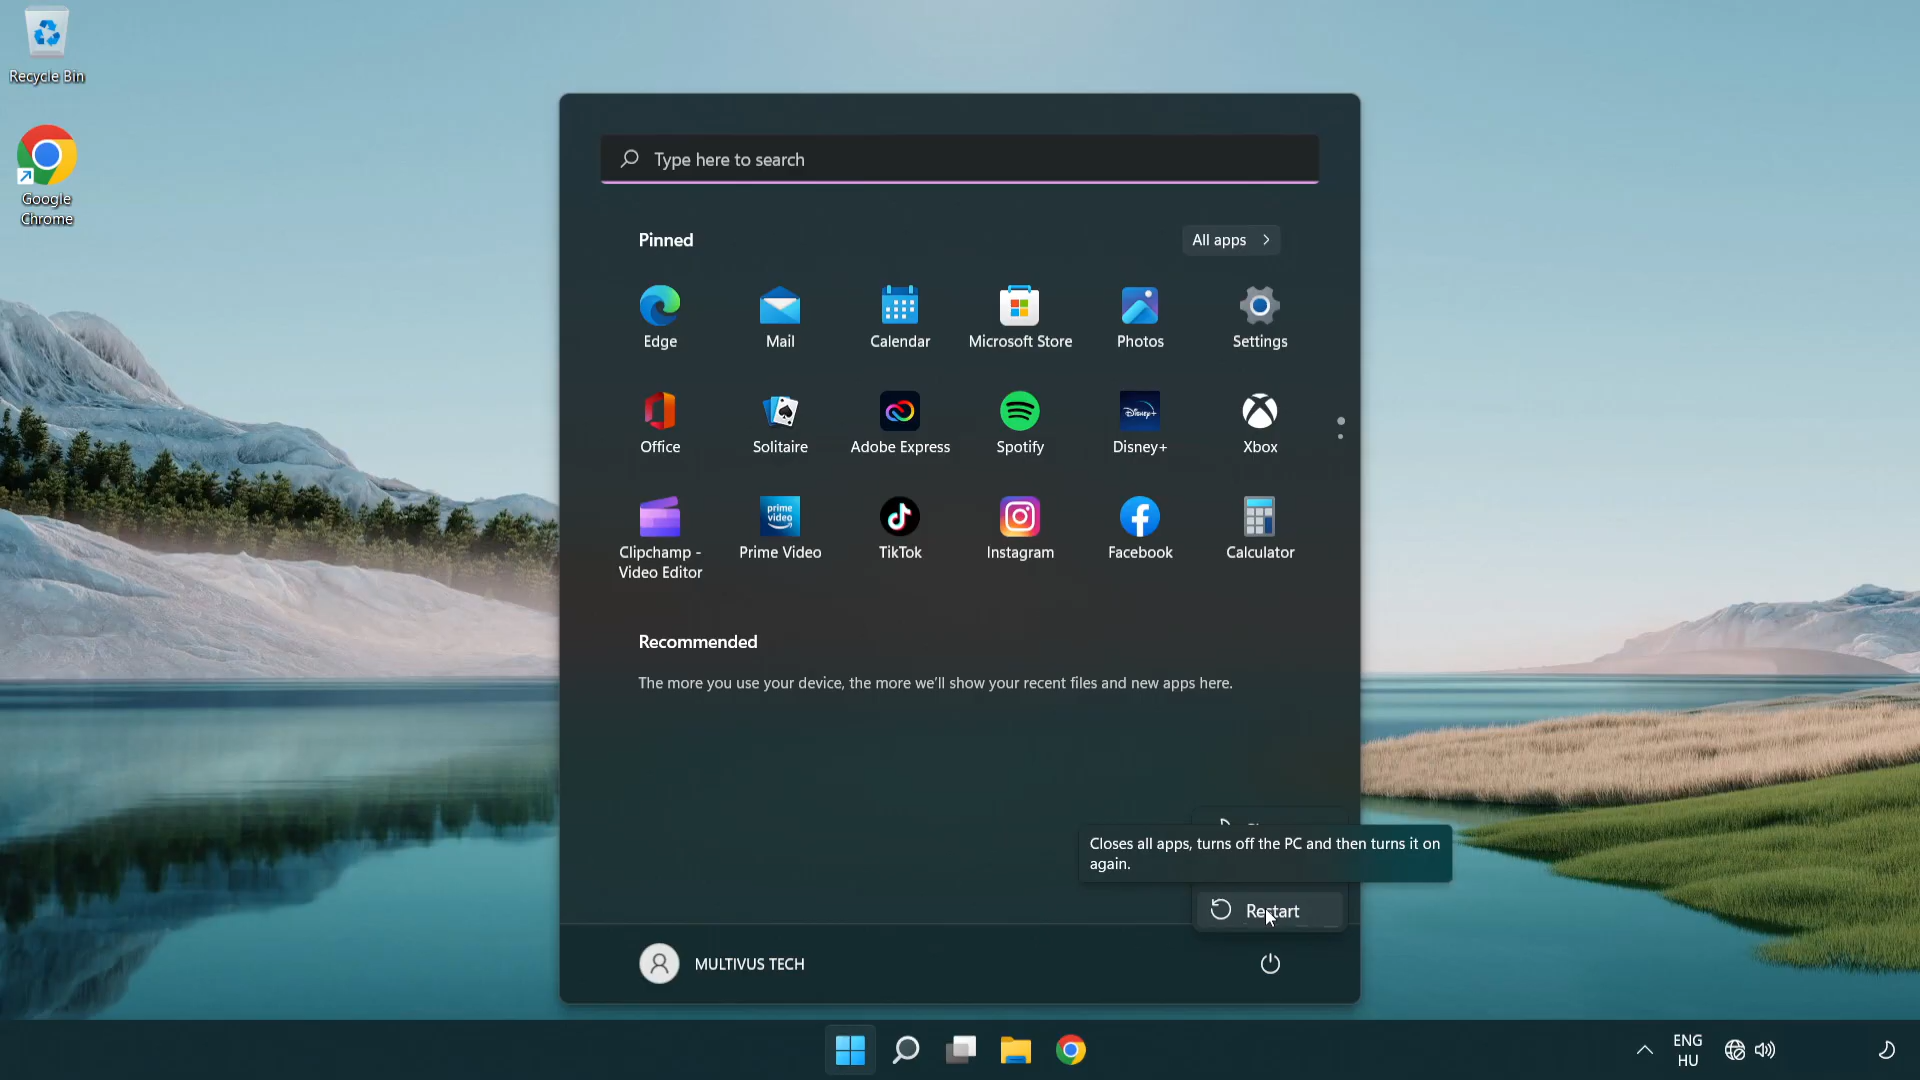 Recycle Bin
Google
Chrome
Type here to search
Pinned
All apps
Edge
Mail
Calendar
Microsoft Store
Photos
Settings
Office
Solitaire
Adobe Express
Spotify
Disney+
Disney+
Xbox
prime
video
Clipchamp -
Video Editor
Prime Video
TikTok
Instagram
Facebook
Calculator
Recommended
The more you use your device, the more we'll show your recent files and new apps here.
Closes all apps, turns off the PC and then turns it on
again.
Restart
MULTIVUS TECH
ENG
HU